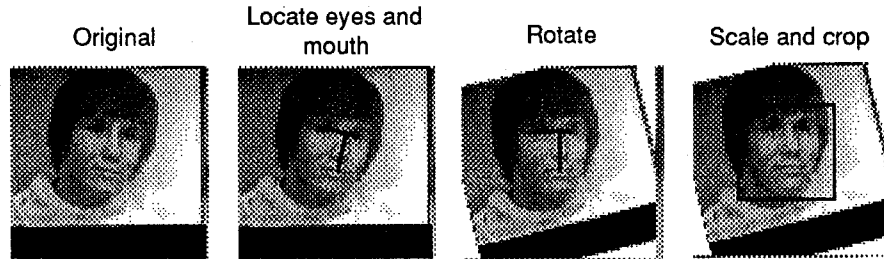 Original
Locate eyes and
mouth
Rotate
Scale and crop